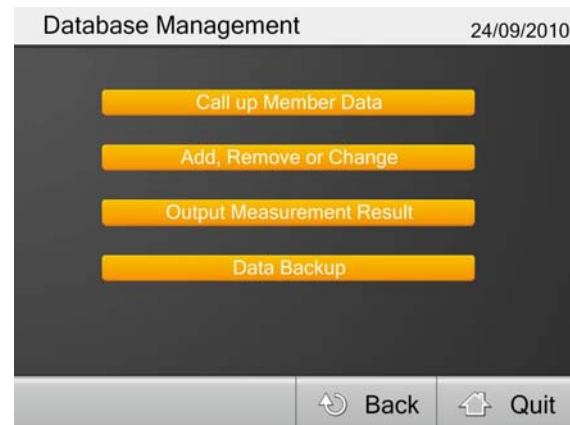 Database Management
24/09/2010
Call up Member Data
Add, Remove or Change
Output Measurement Result
Data Backup
Back
Quit